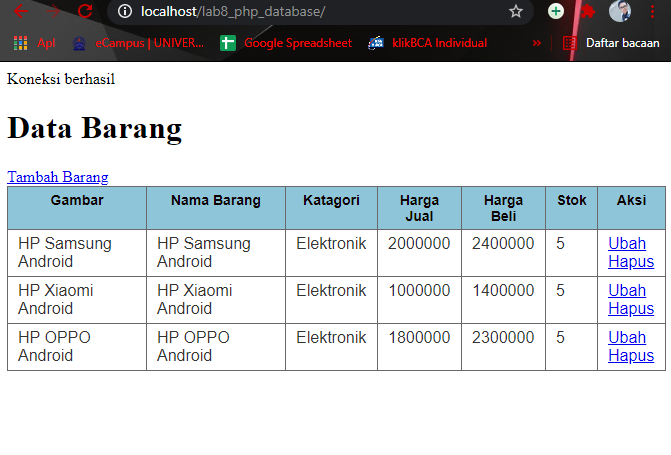 localhost/lab8_php_database/
Apl eCampus | UNIVER... Google Spreadsheet klikBCA Individual » Daftar bacaan
Koneksi berhasil
Data Barang
Tambah Barang
Gambar Nama Barang Katagori Harga Jual Harga Beli Stok Aksi
HP Samsung Android HP Samsung Android Elektronik 2000000 2400000 5 Ubah Hapus
HP Xiaomi Android HP Xiaomi Android Elektronik 1000000 1400000 5 Ubah Hapus
HP OPPO Android HP OPPO Android Elektronik 1800000 2300000 5 Ubah Hapus